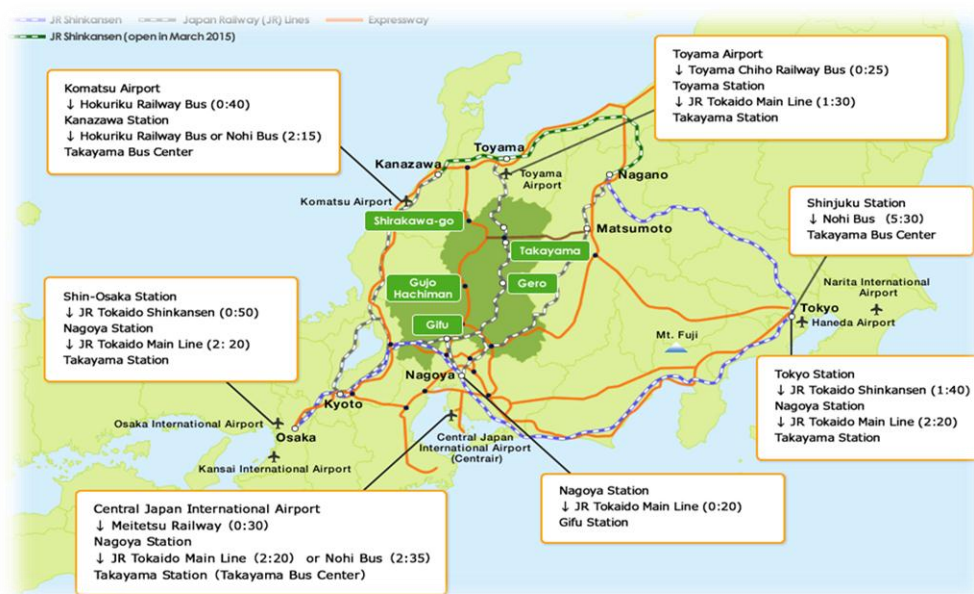 JR Shinkansen Japan Railway (JR) Lines Expressway
JR Shinkansen (open in March 2015)
Toyama Airport
↓ Toyama Chiho Railway Bus (0:25)
Toyama Station
↓ JR Tokaido Main Line (1:30)
Takayama Station
Komatsu Airport
↓ Hokuriku Railway Bus (0:40)
Kanazawa Station
↓ Hokuriku Railway Bus or Nohi Bus (2:15)
Takayama Bus Center
Toyama
Kanazawa
Toyama
Airport
Nagano
Komatsu Airport
Shirakawa-go
Matsumoto
Takayama
Shinjuku Station
↓ Nohi Bus (5:30)
Takayama Bus Center
Gujo
Hachiman
Gero
Gifu
Narita International
Airport
Tokyo
Haneda Airport
Mt. Fuji
Shin-Osaka Station
↓ JR Tokaido Shinkansen (0:50)
Nagoya Station
↓ JR Tokaido Main Line (2: 20)
Takayama Station
Nagoya
Kyoto
Osaka International Airport
Osaka
Kansai International Airport
Central Japan
International Airport
(Centrair)
Tokyo Station
↓ JR Tokaido Shinkansen (1:40)
Nagoya Station
↓ JR Tokaido Main Line (2:20)
Takayama Station
Nagoya Station
↓ JR Tokaido Main Line (0:20)
Gifu Station
Central Japan International Airport
↓ Meitetsu Railway (0:30)
Nagoya Station
↓ JR Tokaido Main Line (2:20) or Nohi Bus (2:35)
Takayama Station (Takayama Bus Center)